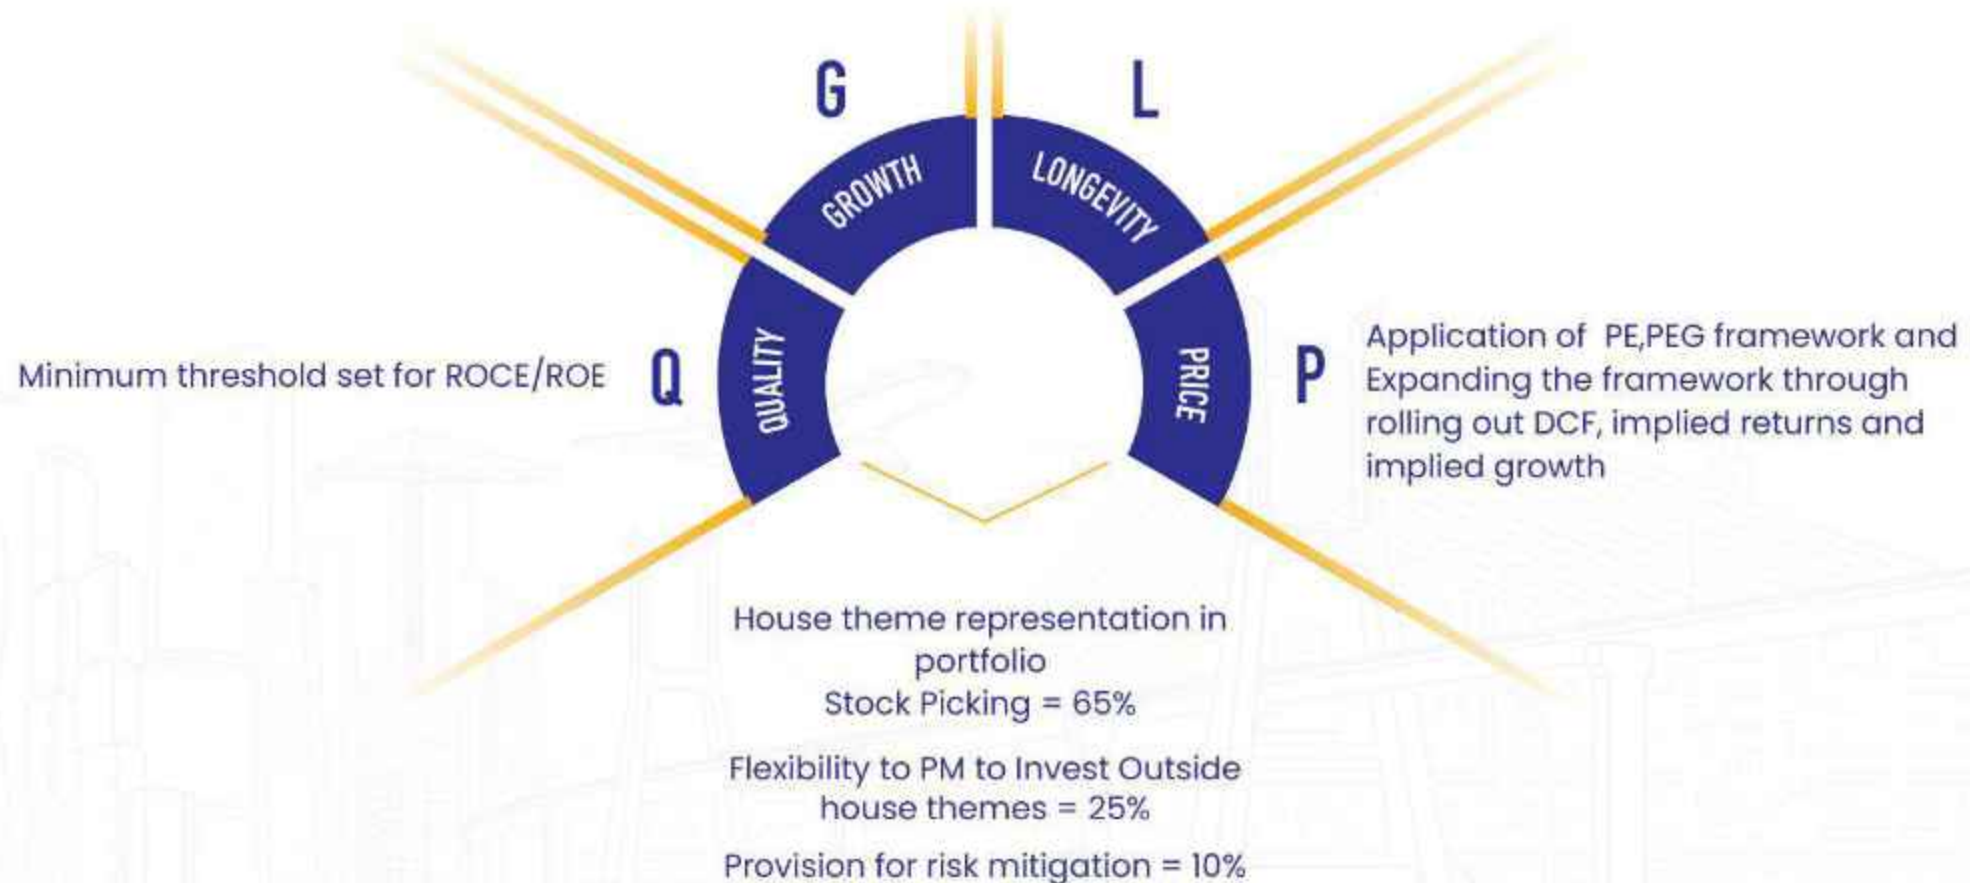 G
L
GROWTH
LONGEVITY
Minimum threshold set for ROCE/ROE
Q
QUALITY
PRICE
P
Application of PE,PEG framework and
Expanding the framework through
rolling out DCF, implied returns and
implied growth
House theme representation in
portfolio
Stock Picking = 65%
Flexibility to PM to Invest Outside
house themes = 25%
Provision for risk mitigation = 10%